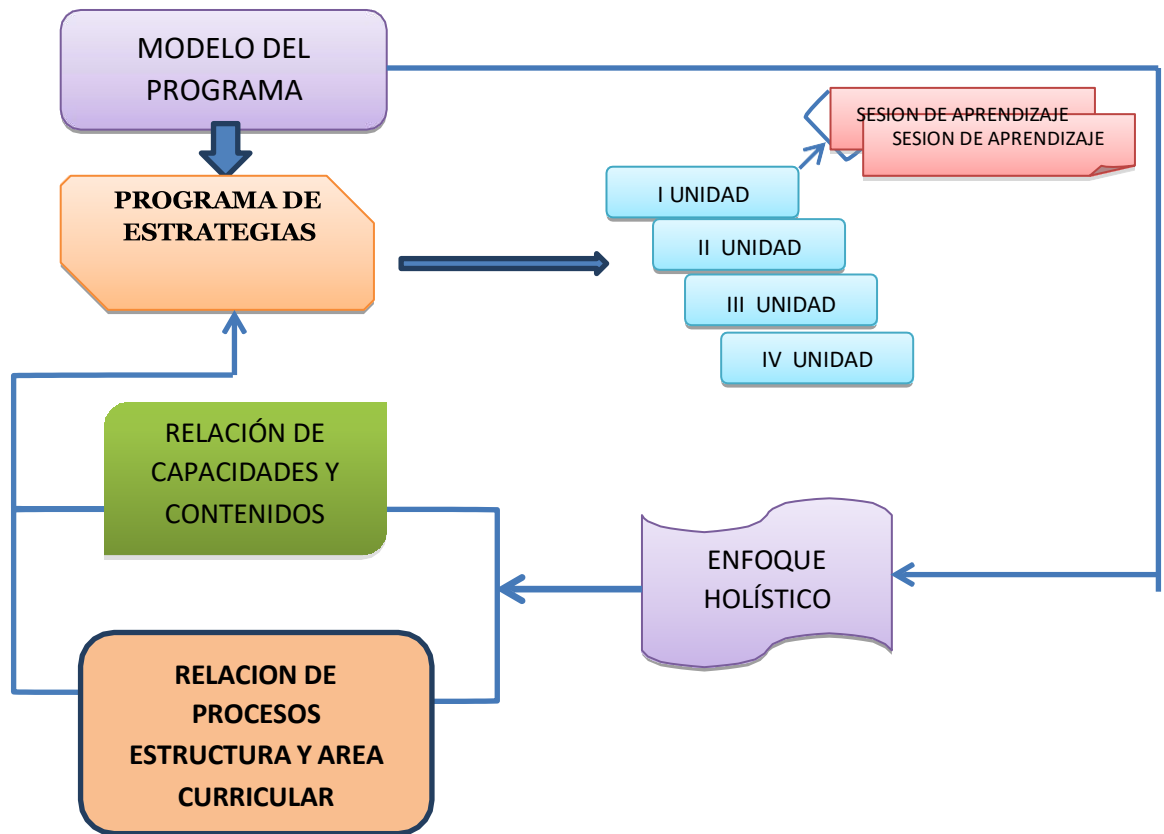 MODELO DEL
PROGRAMA
SESION DE APRENDIZAJE
SESION DE APRENDIZAJE
PROGRAMA DE
ESTRATEGIAS
I UNIDAD
II UNIDAD
III UNIDAD
IV UNIDAD
RELACIÓN DE
CAPACIDADES Y
CONTENIDOS
ENFOQUE
HOLÍSTICO
RELACION DE
PROCESOS
ESTRUCTURA Y AREA
CURRICULAR